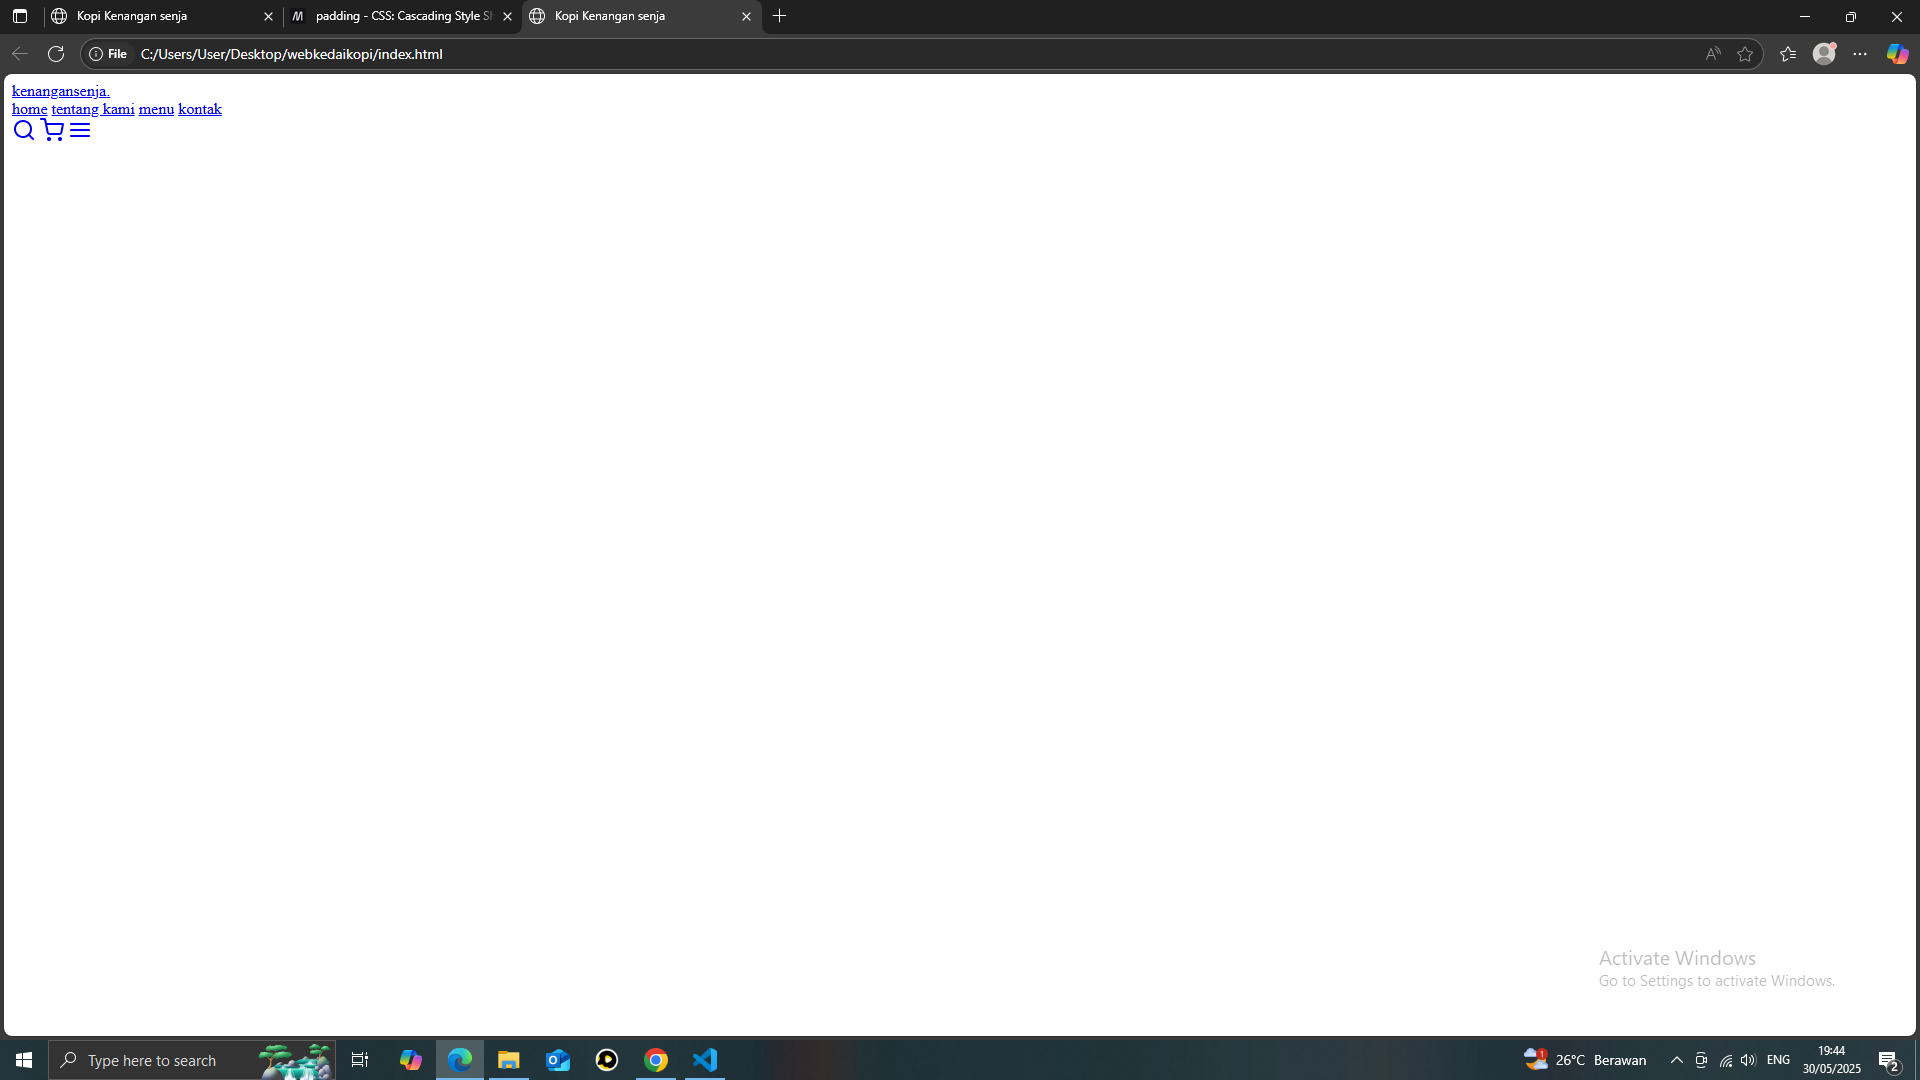 Kopi Kenangan senja
padding - CSS: Cascading Style Sh
Kopi Kenangan senja
File C:/Users/User/Desktop/webkedaikopi/index.html
kenangansenja.
home tentang kami menu kontak
Activate Windows
Go to Settings to activate Windows.
Type here to search
1
26°C Berawan
ENG
19:44
30/05/2025
2